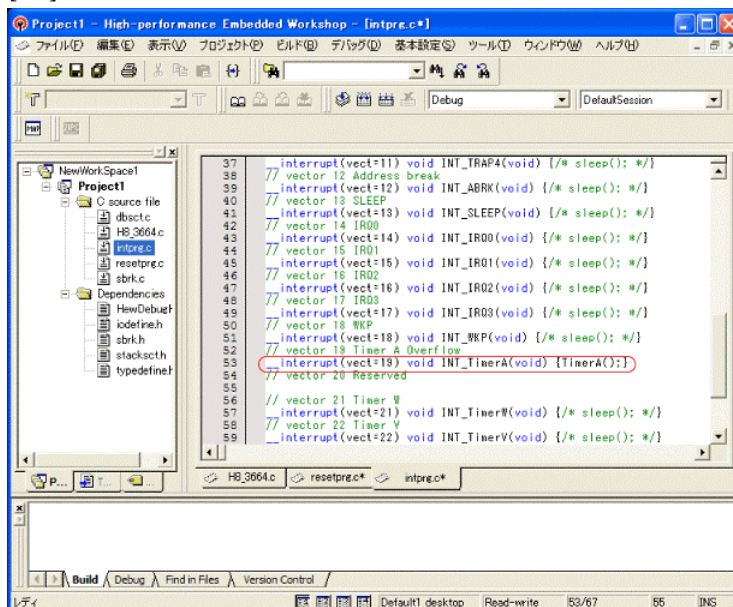 Project1 - High-performance Embedded Workshop - [intprg.c*]
ファイル(F) 編集(E) 表示(V) プロジェクト(P) ビルド(B) デバッグ(D) 基本設定(S) ツール(T) ウィンドウ(W) ヘルプ(H)
Debug DefaultSession
NewWorkSpace1
Project1
C source file
dbsct.c
H8_3664.c
intprg.c
resetprg.c
sbrk.c
Dependencies
HewDebugH
iodefine.h
sbrk.h
stacksct.h
typedefine.h
37 __interrupt(vect=11) void INT_TRAP4(void) {/* sleep(); */}
38 // vector 12 Address break
39 __interrupt(vect=12) void INT_ABRK(void) {/* sleep(); */}
40 // vector 13 SLEEP
41 __interrupt(vect=13) void INT_SLEEP(void) {/* sleep(); */}
42 // vector 14 IRQ0
43 __interrupt(vect=14) void INT_IRQ0(void) {/* sleep(); */}
44 // vector 15 IRQ1
45 __interrupt(vect=15) void INT_IRQ1(void) {/* sleep(); */}
46 // vector 16 IRQ2
47 __interrupt(vect=16) void INT_IRQ2(void) {/* sleep(); */}
48 // vector 17 IRQ3
49 __interrupt(vect=17) void INT_IRQ3(void) {/* sleep(); */}
50 // vector 18 WKP
51 __interrupt(vect=18) void INT_WKP(void) {/* sleep(); */}
52 // vector 19 Timer A Overflow
53 __interrupt(vect=19) void INT_TimerA(void) {TimerA();}
54 // vector 20 Reserved
55
56 // vector 21 Timer W
57 __interrupt(vect=21) void INT_TimerW(void) {/* sleep(); */}
58 // vector 22 Timer V
59 __interrupt(vect=22) void INT_TimerV(void) {/* sleep(); */}
P... T...
H8_3664.c resetprg.c* intprg.c*
Build Debug Find in Files Version Control
レディ Default1 desktop Read-write 53/67 55 INS